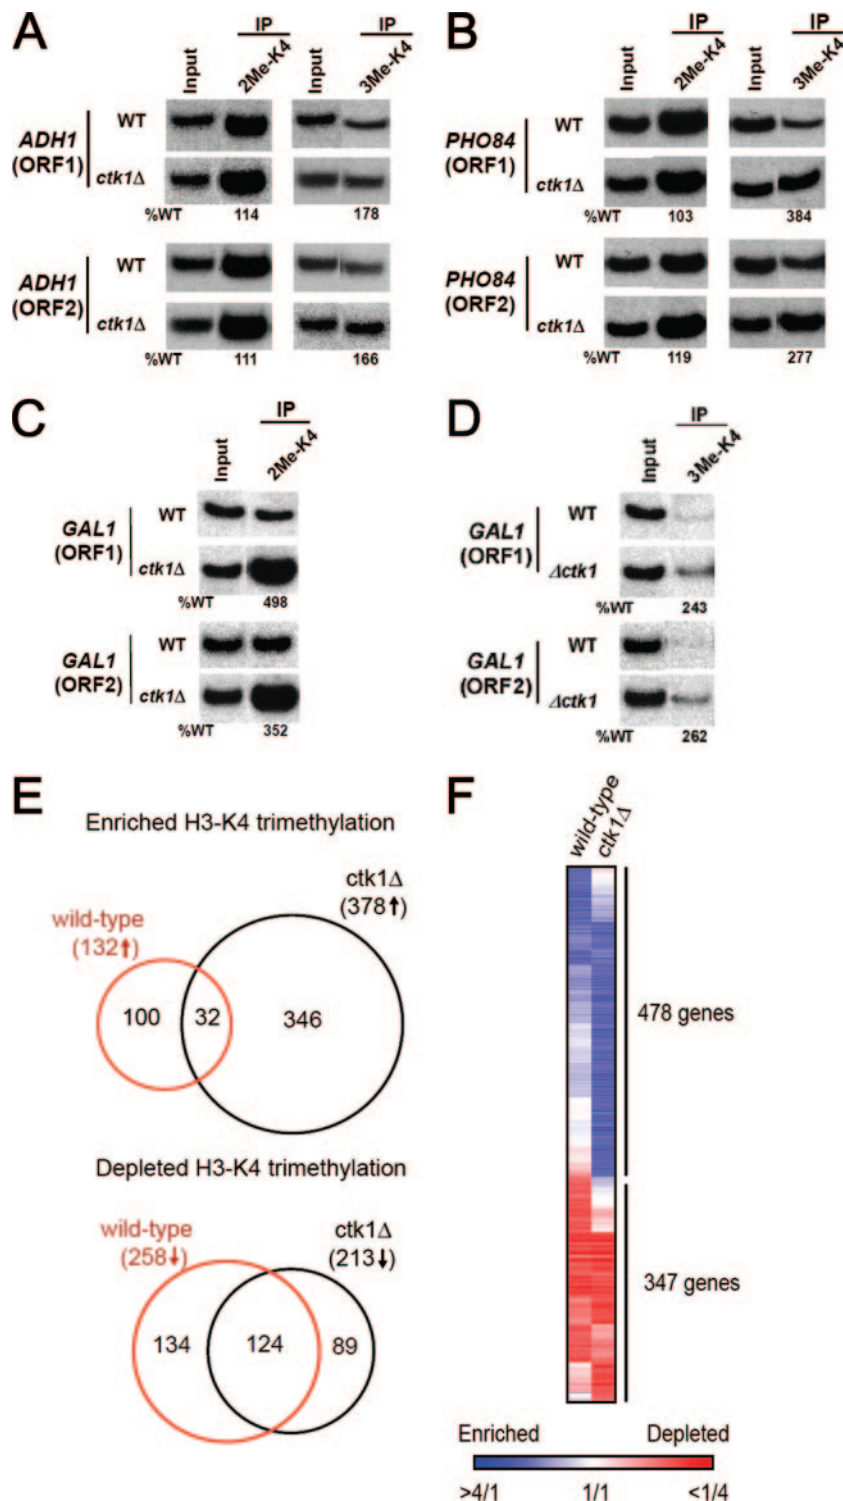 A
IP
Input
2Me-K4
Input
IP
3Me-K4
ADH1
(ORF1)
WT
ctk1Δ
%WT 114 178
ADH1
(ORF2)
WT
ctk1Δ
%WT 111 166
B
IP
Input
2Me-K4
Input
IP
3Me-K4
PHO84
(ORF1)
WT
ctk1Δ
%WT 103 384
PHO84
(ORF2)
WT
ctk1Δ
%WT 119 277
C
IP
Input
2Me-K4
GAL1
(ORF1)
WT
ctk1Δ
%WT 498
GAL1
(ORF2)
WT
ctk1Δ
%WT 352
D
IP
Input
3Me-K4
GAL1
(ORF1)
WT
Δctk1
%WT 243
GAL1
(ORF2)
WT
Δctk1
%WT 262
E
Enriched H3-K4 trimethylation
wild-type
(132↑)
ctk1Δ
(378↑)
100 32 346
Depleted H3-K4 trimethylation
wild-type
(258↓)
ctk1Δ
(213↓)
134 124 89
F
wild-type
ctk1Δ
478 genes
347 genes
Enriched Depleted
>4/1 1/1 <1/4